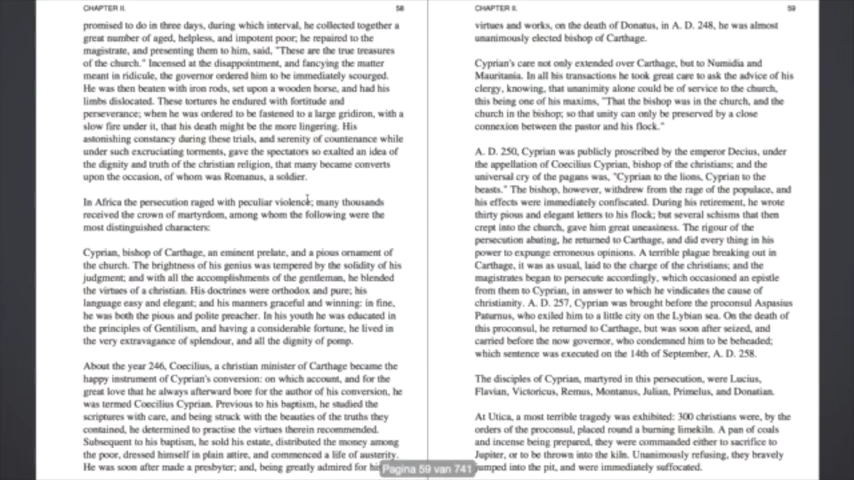 CHAPTER II.
58
promised to do in three days, during which interval, he collected together a
great number of aged, helpless, and impotent poor; he repaired to the
magistrate, and presenting them to him, said, "These are the true treasures
of the church." Incensed at the disappointment, and fancying the matter
meant in ridicule, the governor ordered him to be immediately scourged.
He was then beaten with iron rods, set upon a wooden horse, and had his
limbs dislocated. These tortures he endured with fortitude and
perseverance; when he was ordered to be fastened to a large gridiron, with a
slow fire under it, that his death might be the more lingering. His
astonishing constancy during these trials, and serenity of countenance while
under such excruciating torments, gave the spectators so exalted an idea of
the dignity and truth of the christian religion, that many became converts
upon the occasion, of whom was Romanus, a soldier.
In Africa the persecution raged with peculiar violence; many thousands
received the crown of martyrdom, among whom the following were the
most distinguished characters:
Cyprian, bishop of Carthage, an eminent prelate, and a pious ornament of
the church. The brightness of his genius was tempered by the solidity of his
judgment; and with all the accomplishments of the gentleman, he blended
the virtues of a christian. His doctrines were orthodox and pure; his
language easy and elegant; and his manners graceful and winning: in fine,
he was both the pious and polite preacher. In his youth he was educated in
the principles of Gentilism, and having a considerable fortune, he lived in
the very extravagance of splendour, and all the dignity of pomp.
About the year 246, Coecilius, a christian minister of Carthage became the
happy instrument of Cyprian's conversion: on which account, and for the
great love that he always afterward bore for the author of his conversion, he
was termed Coecilius Cyprian. Previous to his baptism, he studied the
scriptures with care, and being struck with the beauties of the truths they
contained, he determined to practise the virtues therein recommended.
Subsequent to his baptism, he sold his estate, distributed the money among
the poor, dressed himself in plain attire, and commenced a life of austerity.
He was soon after made a presbyter; and, being greatly admired for
CHAPTER II.
59
virtues and works, on the death of Donatus, in A. D. 248, he was almost
unanimously elected bishop of Carthage.
Cyprian's care not only extended over Carthage, but to Numidia and
Mauritania. In all his transactions he took great care to ask the advice of his
clergy, knowing, that unanimity alone could be of service to the church,
this being one of his maxims, "That the bishop was in the church, and the
church in the bishop; so that unity can only be preserved by a close
connexion between the pastor and his flock."
A. D. 250, Cyprian was publicly proscribed by the emperor Decius, under
the appellation of Coecilius Cyprian, bishop of the christians; and the
universal cry of the pagans was, "Cyprian to the lions, Cyprian to the
beasts." The bishop, however, withdrew from the rage of the populace, and
his effects were immediately confiscated. During his retirement, he wrote
thirty pious and elegant letters to his flock; but several schisms that then
crept into the church, gave him great uneasiness. The rigour of the
persecution abating, he returned to Carthage, and did every thing in his
power to expunge erroneous opinions. A terrible plague breaking out in
Carthage, it was as usual, laid to the charge of the christians; and the
magistrates began to persecute accordingly, which occasioned an epistle
from them to Cyprian, in answer to which he vindicates the cause of
christianity. A. D. 257, Cyprian was brought before the proconsul Aspasius
Paturnus, who exiled him to a little city on the Lybian sea. On the death of
this proconsul, he returned to Carthage, but was soon after seized, and
carried before the now governor, who condemned him to be beheaded;
which sentence was executed on the 14th of September, A. D. 258.
The disciples of Cyprian, martyred in this persecution, were Lucius,
Flavian, Victoricus, Remus, Montanus, Julian, Primelus, and Donatian.
At Utica, a most terrible tragedy was exhibited: 300 christians were, by the
orders of the proconsul, placed round a burning limekiln. A pan of coals
and incense being prepared, they were commanded either to sacrifice to
Jupiter, or to be thrown into the kiln. Unanimously refusing, they bravely
jumped into the pit, and were immediately suffocated.
Pagina 59 van 741